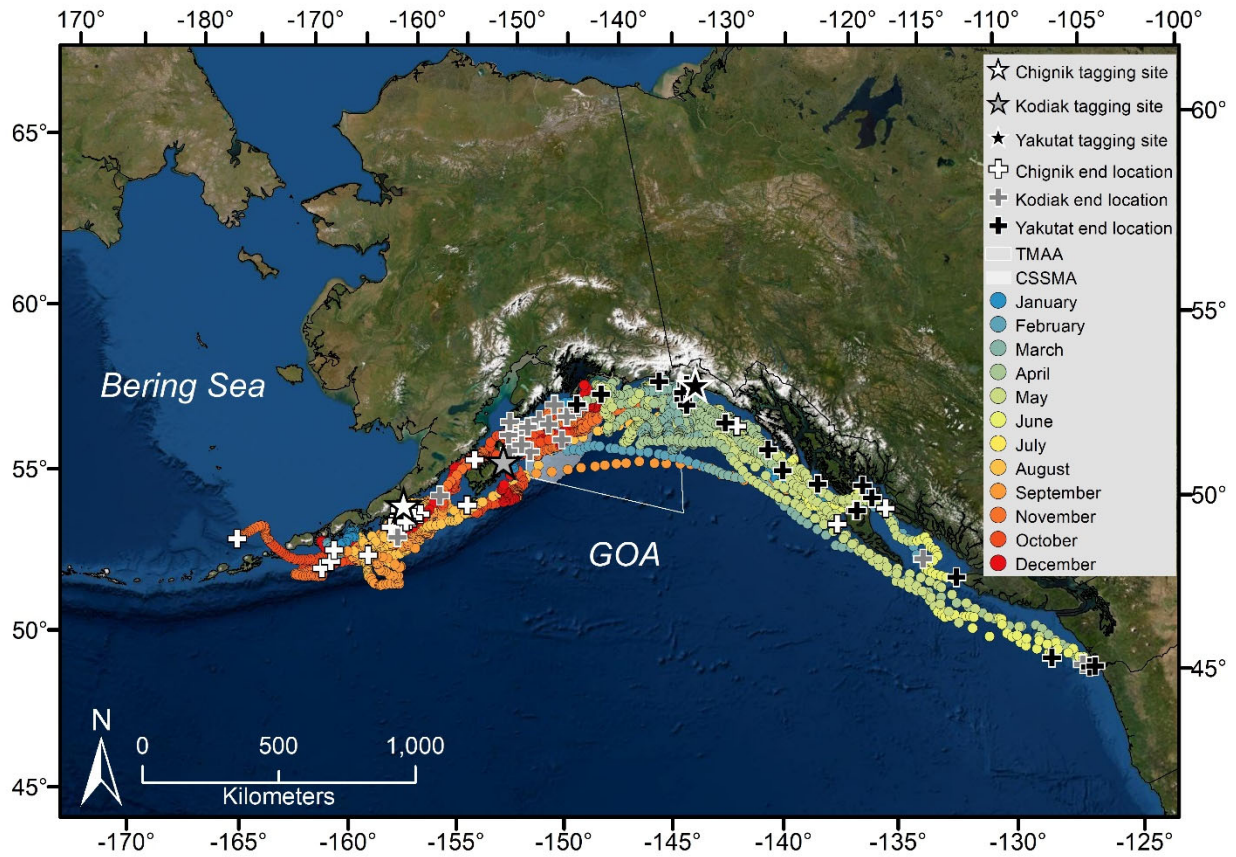 -180° -170° -160° -150° -140° -130° -120° -115° -110° -105° -100°
65°
60°
55°
50°
45°
60°
55°
50°
45°
Chignik tagging site
Kodiak tagging site
Yakutat tagging site
Chignik end location
Kodiak end location
Yakutat end location
TMAA
CSSMA
January
February
March
April
May
June
July
August
September
November
October
December
Bering Sea
GOA
N
0 500 1,000
Kilometers
-170° -160° -155° -150° -145° -140° -135° -130° -125°